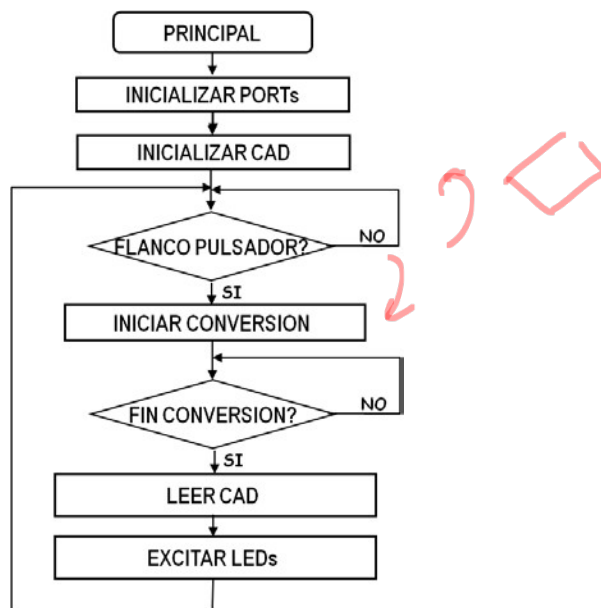 PRINCIPAL
INICIALIZAR PORTs
INICIALIZAR CAD
FLANCO PULSADOR?
NO
SI
INICIAR CONVERSION
FIN CONVERSION?
NO
SI
LEER CAD
EXCITAR LEDs